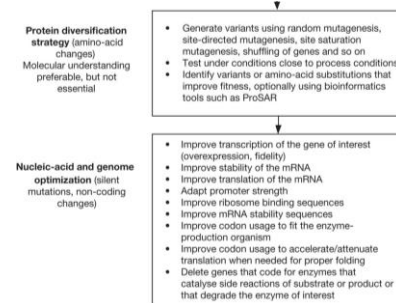 Protein diversification
strategy (amino-acid
changes)
Molecular understanding
preferable, but not
essential
• Generate variants using random mutagenesis,
site-directed mutagenesis, site saturation
mutagenesis, shuffling of genes and so on
• Test under conditions close to process conditions
• Identify variants or amino-acid substitutions that
improve fitness, optionally using bioinformatics
tools such as ProSAR
Nucleic-acid and genome
optimization (silent
mutations, non-coding
changes)
• Improve transcription of the gene of interest
(overexpression, fidelity)
• Improve stability of the mRNA
• Improve translation of the mRNA
• Adapt promoter strength
• Improve ribosome binding sequences
• Improve mRNA stability sequences
• Improve codon usage to fit the enzyme-
production organism
• Improve codon usage to accelerate/attenuate
translation when needed for proper folding
• Delete genes that code for enzymes that
catalyse side reactions of substrate or product or
that degrade the enzyme of interest